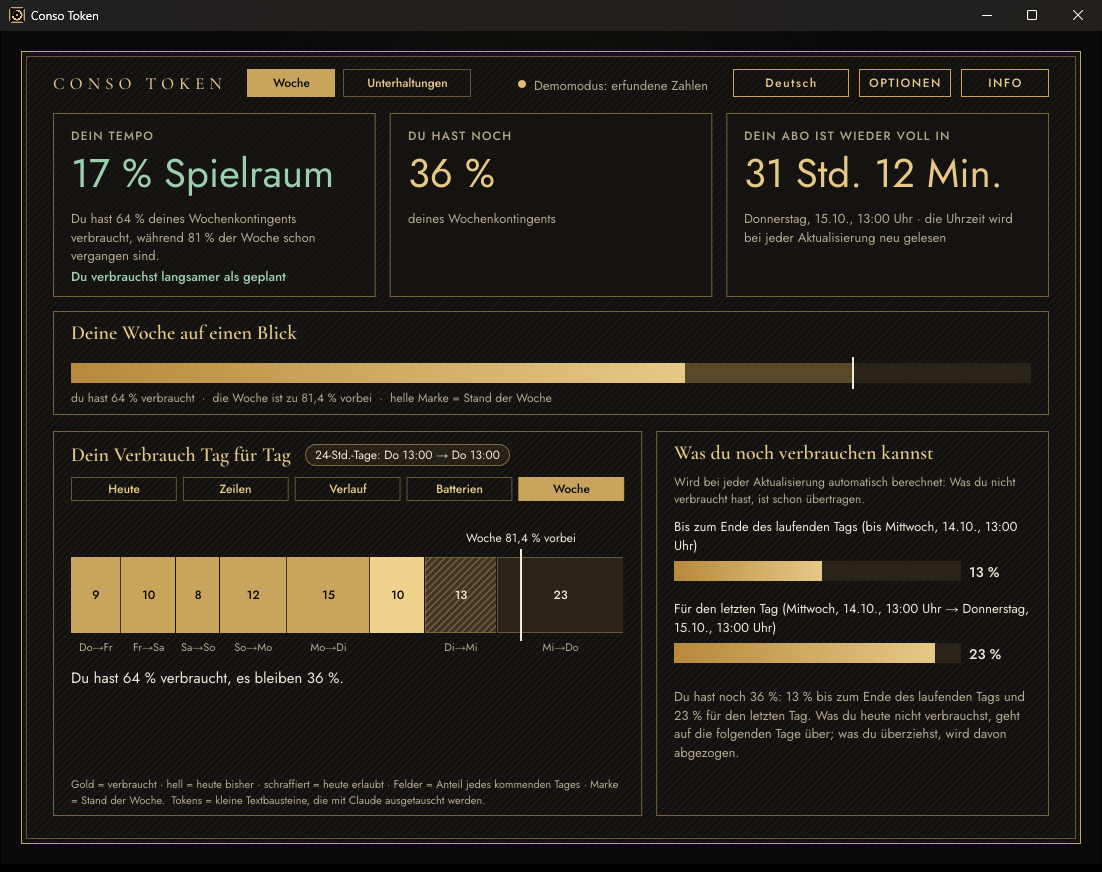 Conso Token
CONSO TOKEN
Woche
Unterhaltungen
Demomodus: erfundene Zahlen
Deutsch
OPTIONEN
INFO
DEIN TEMPO
17 % Spielraum
Du hast 64 % deines Wochenkontingents
verbraucht, während 81 % der Woche schon
vergangen sind.
Du verbrauchst langsamer als geplant
DU HAST NOCH
36 %
deines Wochenkontingents
DEIN ABO IST WIEDER VOLL IN
31 Std. 12 Min.
Donnerstag, 15.10., 13:00 Uhr · die Uhrzeit wird
bei jeder Aktualisierung neu gelesen
Deine Woche auf einen Blick
du hast 64 % verbraucht · die Woche ist zu 81,4 % vorbei · helle Marke = Stand der Woche
Dein Verbrauch Tag für Tag
24-Std.-Tage: Do 13:00 → Do 13:00
Heute
Zeilen
Verlauf
Batterien
Woche
Woche 81,4 % vorbei
9 10 8 12 15 10 13 23
Do→Fr Fr→Sa Sa→So So→Mo Mo→Di Di→Mi Mi→Do
Du hast 64 % verbraucht, es bleiben 36 %.
Gold = verbraucht · hell = heute bisher · schraffiert = heute erlaubt · Felder = Anteil jedes kommenden Tages · Marke
= Stand der Woche. Tokens = kleine Textbausteine, die mit Claude ausgetauscht werden.
Was du noch verbrauchen kannst
Wird bei jeder Aktualisierung automatisch berechnet: Was du nicht
verbraucht hast, ist schon übertragen.
Bis zum Ende des laufenden Tags (bis Mittwoch, 14.10., 13:00
Uhr)
13 %
Für den letzten Tag (Mittwoch, 14.10., 13:00 Uhr → Donnerstag,
15.10., 13:00 Uhr)
23 %
Du hast noch 36 %: 13 % bis zum Ende des laufenden Tags und
23 % für den letzten Tag. Was du heute nicht verbrauchst, geht
auf die folgenden Tage über; was du überziehst, wird davon
abgezogen.